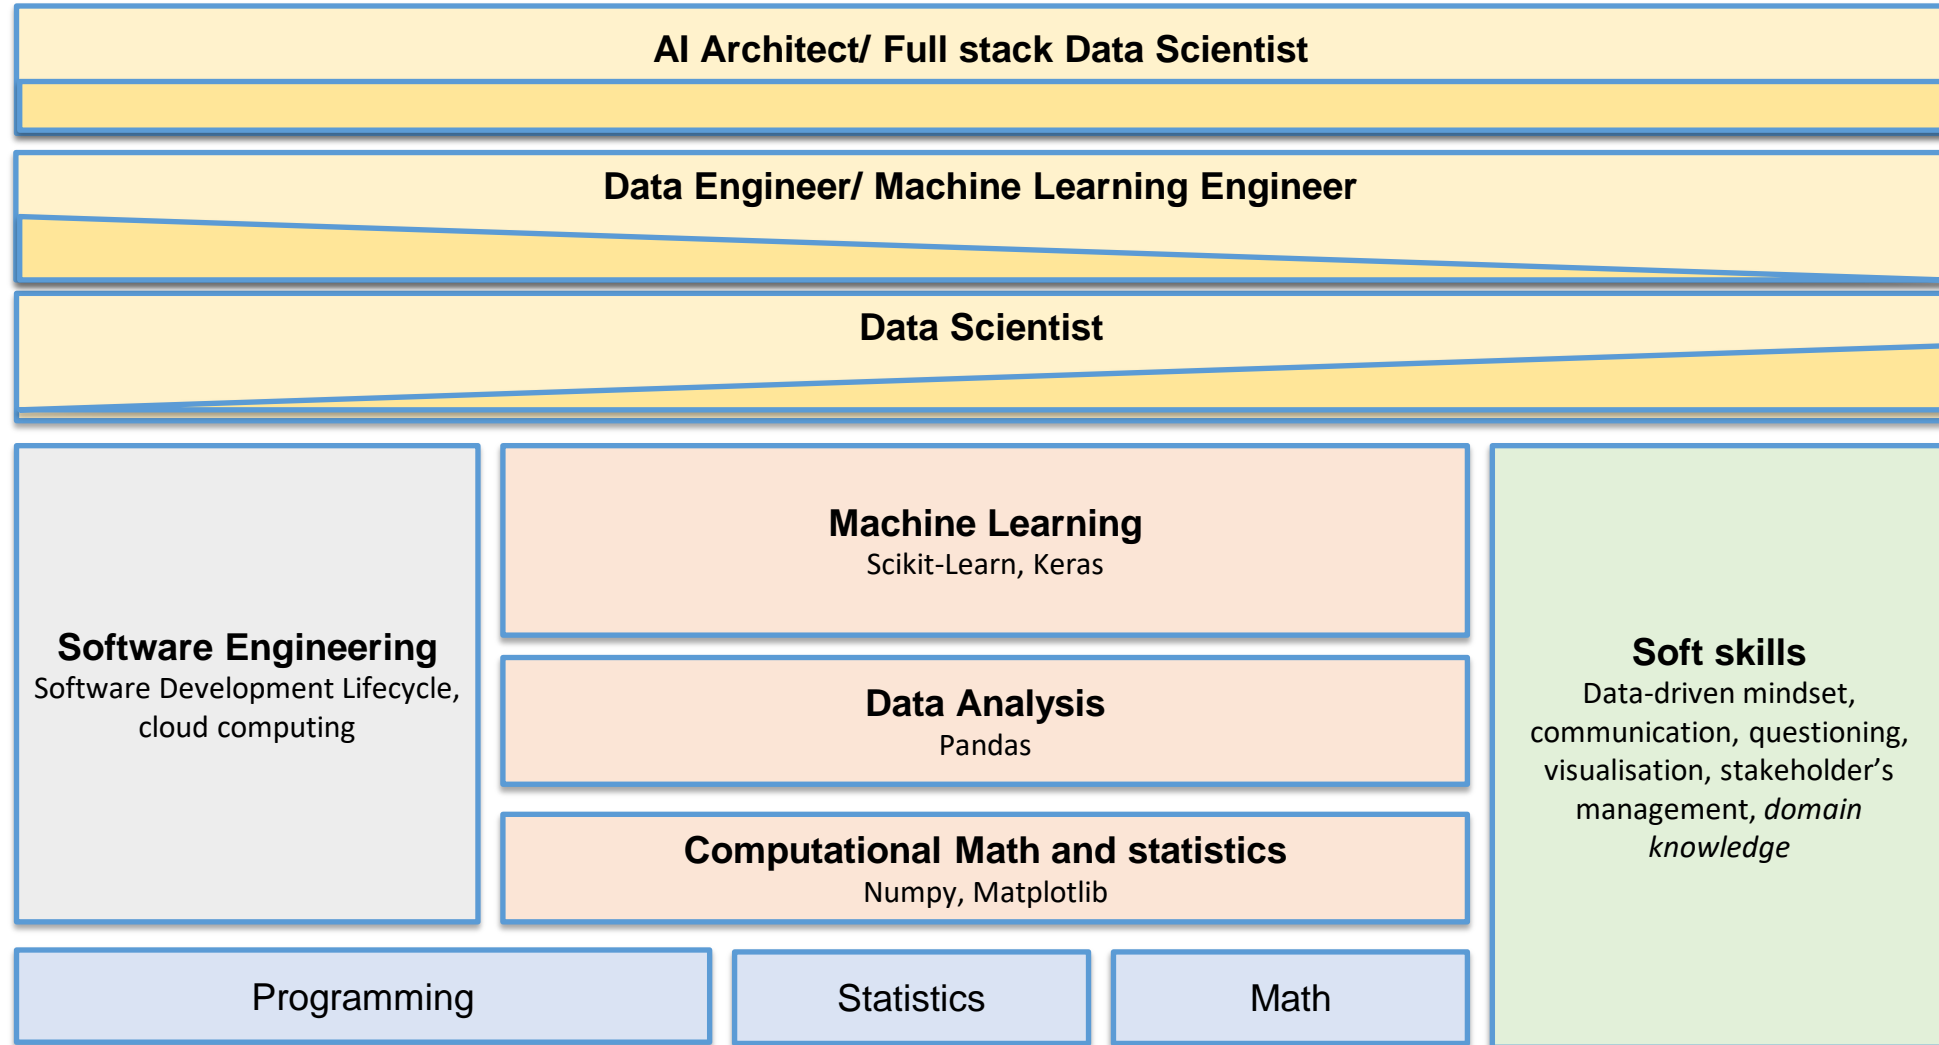 AI Architect/ Full stack Data Scientist
Data Engineer/ Machine Learning Engineer
Data Scientist
Software Engineering
Software Development Lifecycle,
cloud computing
Machine Learning
Scikit-Learn, Keras
Data Analysis
Pandas
Computational Math and statistics
Numpy, Matplotlib
Soft skills
Data-driven mindset,
communication, questioning,
visualisation, stakeholder’s
management, domain
knowledge
Programming
Statistics
Math